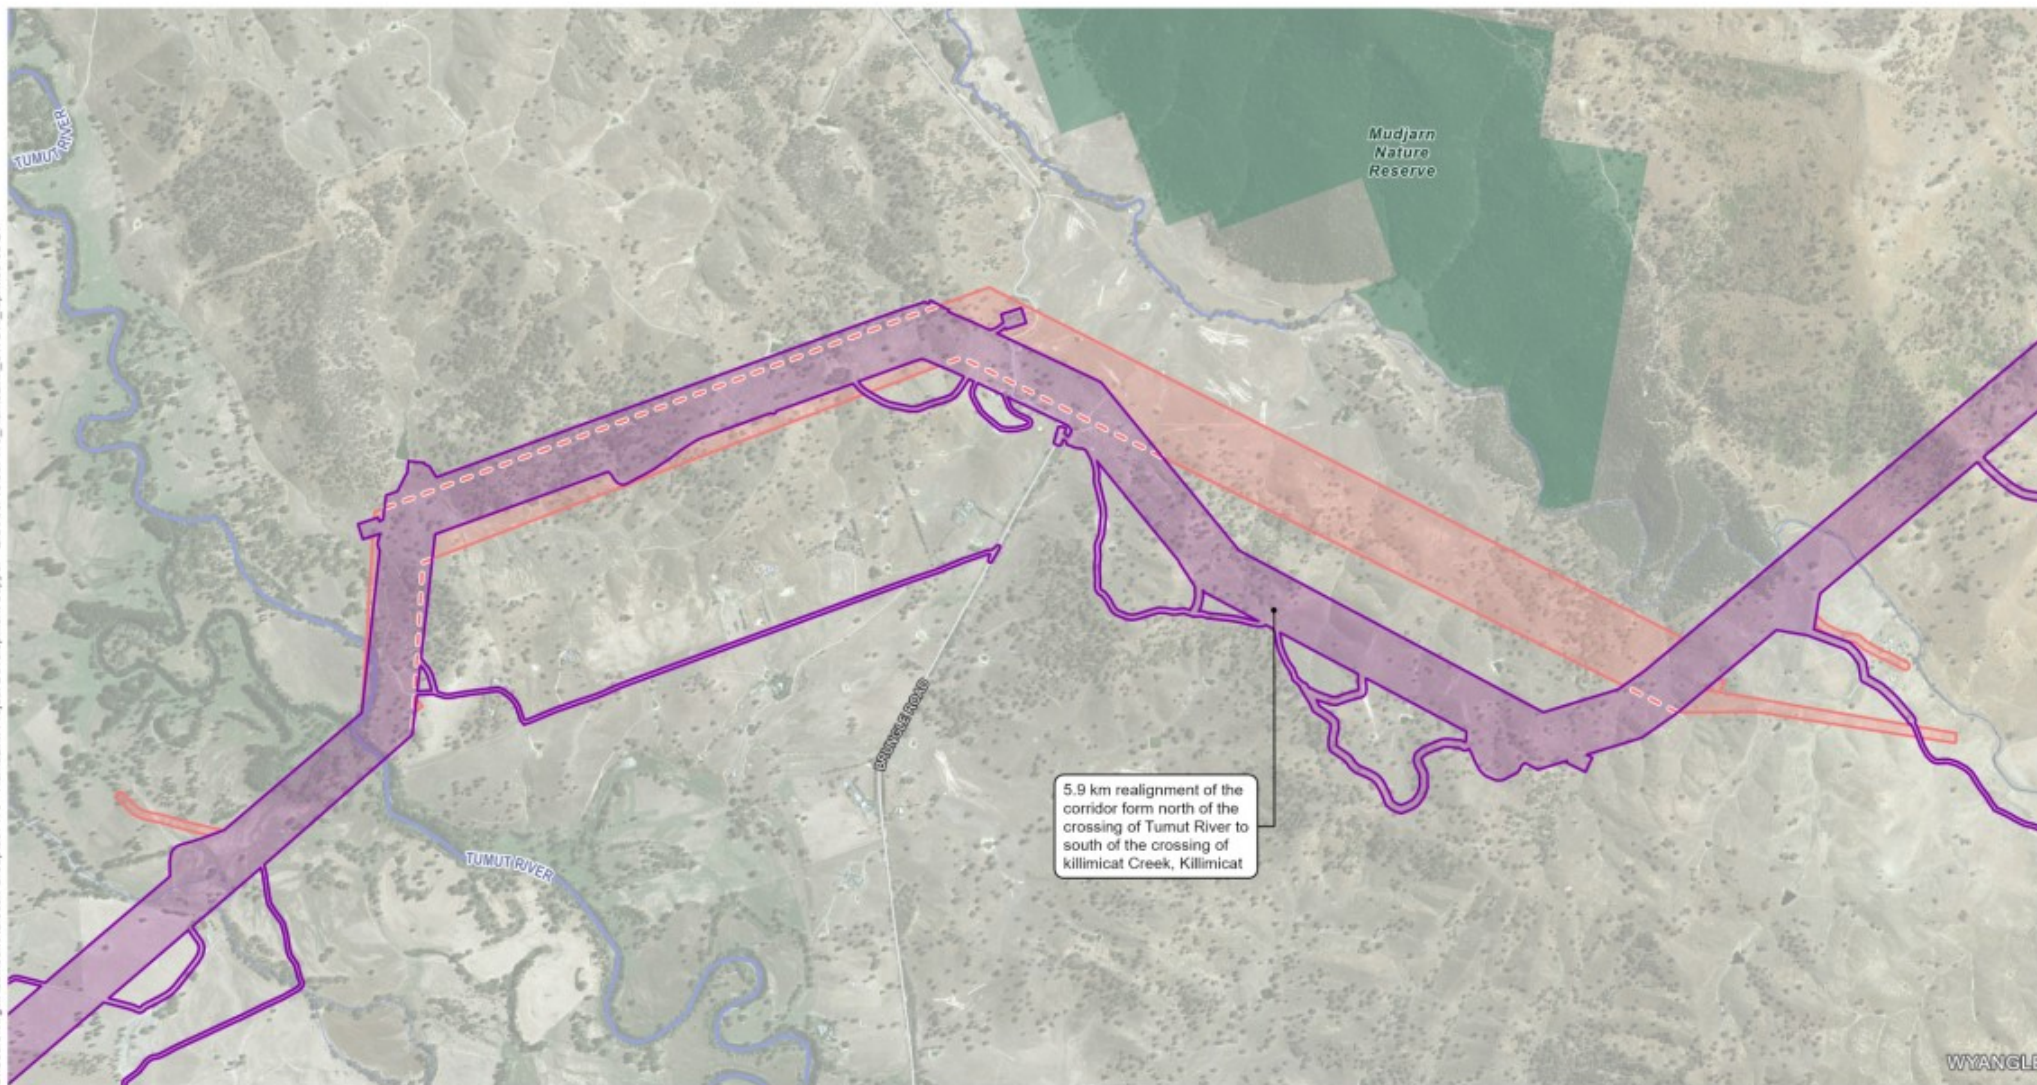 TUMUT RIVER
Mudjarn
Nature
Reserve
BRUNGLE ROAD
5.9 km realignment of the
corridor form north of the
crossing of Tumut River to
south of the crossing of
killimicat Creek, Killimicat
TUMUT RIVER
WYANGLE